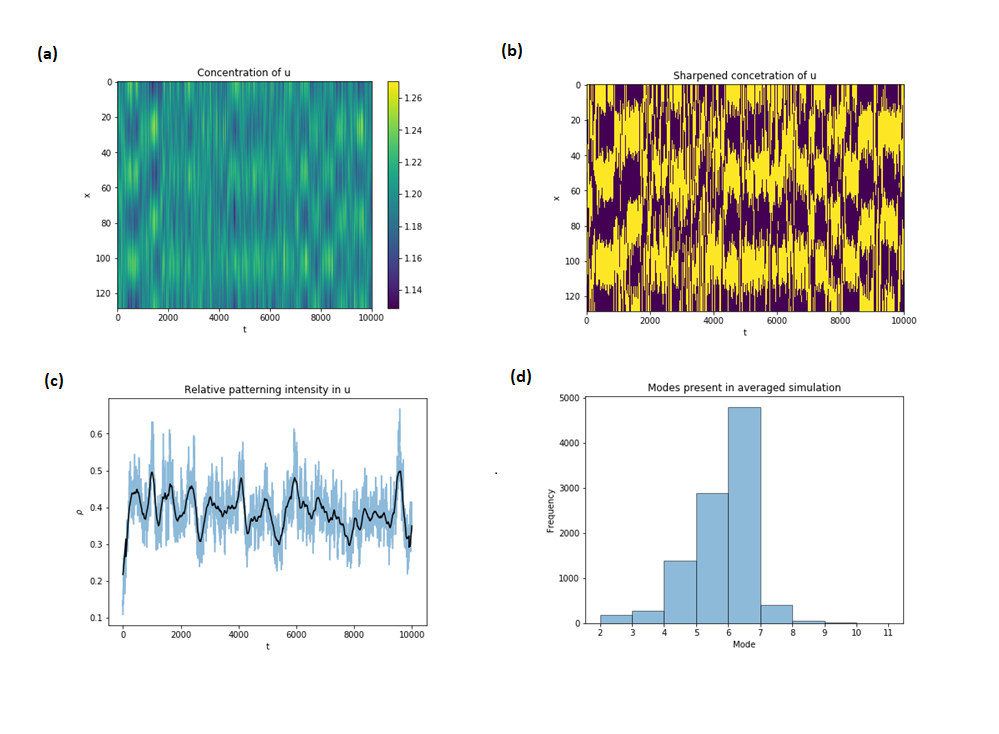 (a)
Concentration of u
0
20
40
60
80
100
120
x
0 2000 4000 6000 8000 10000
t
1.26
1.24
1.22
1.20
1.18
1.16
1.14
(b)
Sharpened concetration of u
0
20
40
60
80
100
120
x
0 2000 4000 6000 8000 10000
t
(c)
Relative patterning intensity in u
0.6
0.5
0.4
0.3
0.2
0.1
ρ
0 2000 4000 6000 8000 10000
t
.
(d)
Modes present in averaged simulation
5000
4000
3000
2000
1000
0
Frequency
2 3 4 5 6 7 8 9 10 11
Mode